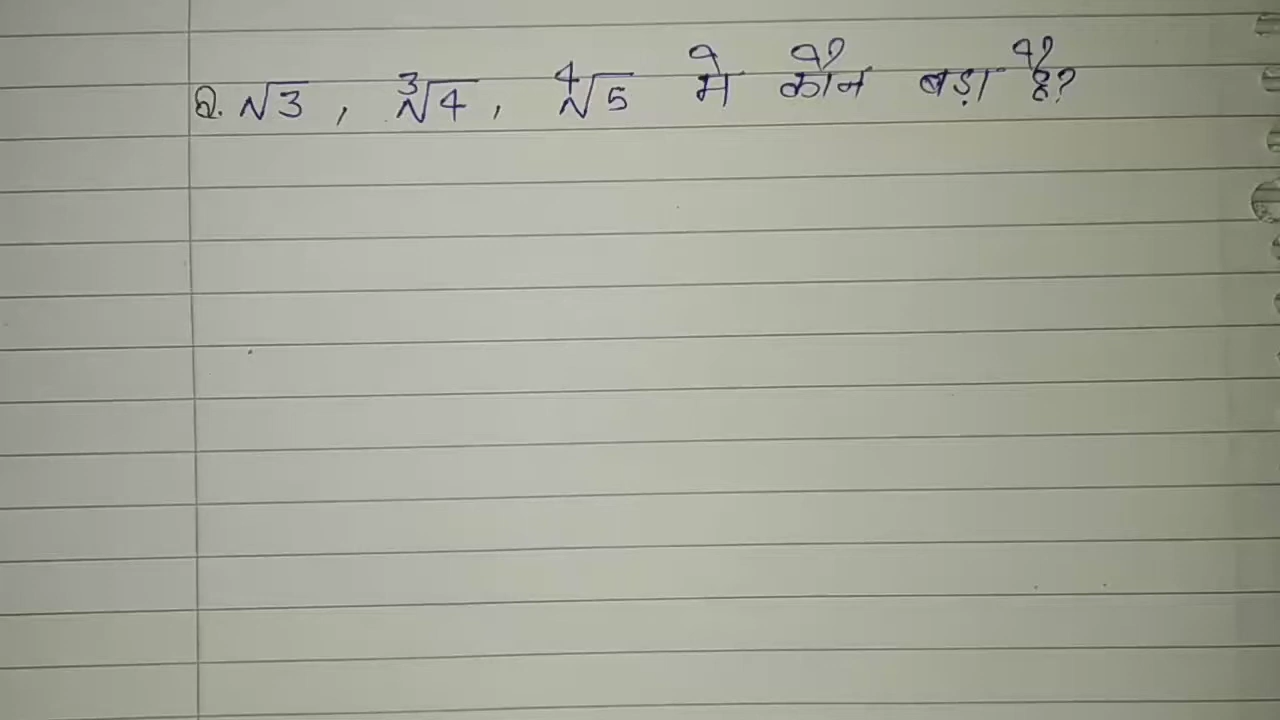 Q. √3 , ∛4 , ∜5 मे कौन बड़ा है?